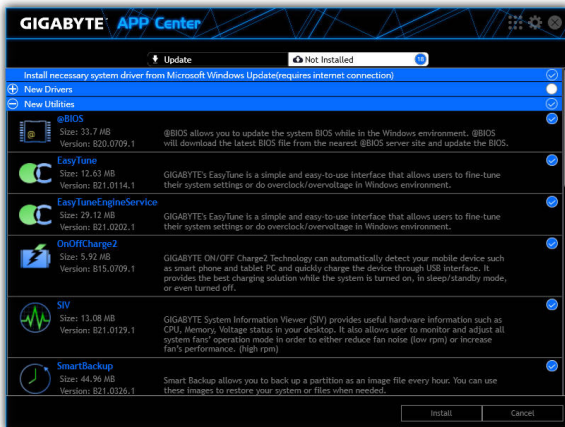 GIGABYTE™ APP Center
Update
Not Installed 18
Install necessary system driver from Microsoft Windows Update(requires internet connection)
New Drivers
New Utilities
@BIOS
Size: 33.7 MB
Version: B20.0709.1
@BIOS allows you to update the system BIOS while in the Windows environment. @BIOS
will download the latest BIOS file from the nearest @BIOS server site and update the BIOS.
EasyTune
Size: 12.63 MB
Version: B21.0114.1
GIGABYTE's EasyTune is a simple and easy-to-use interface that allows users to fine-tune
their system settings or do overclock/overvoltage in Windows environment.
EasyTuneEngineService
Size: 29.12 MB
Version: B21.0202.1
GIGABYTE's EasyTune is a simple and easy-to-use interface that allows users to fine-tune
their system settings or do overclock/overvoltage in Windows environment.
OnOffCharge2
Size: 5.92 MB
Version: B15.0709.1
GIGABYTE ON/OFF Charge2 Technology can automatically detect your mobile device such
as smart phone and tablet PC and quickly charge the device through USB interface. It
provides the best charging solution while the system is turned on, in sleep/standby mode,
or even turned off.
SIV
Size: 13.08 MB
Version: B21.0129.1
GIGABYTE System Information Viewer (SIV) provides useful hardware information such as
CPU, Memory, Voltage status in your desktop. It also allows user to monitor and adjust all
system fans' operation mode in order to either reduce fan noise (low rpm) or increase
fan's performance. (high rpm)
SmartBackup
Size: 44.96 MB
Version: B21.0326.1
Smart Backup allows you to back up a partition as an image file every hour. You can use
these images to restore your system or files when needed.
Install
Cancel